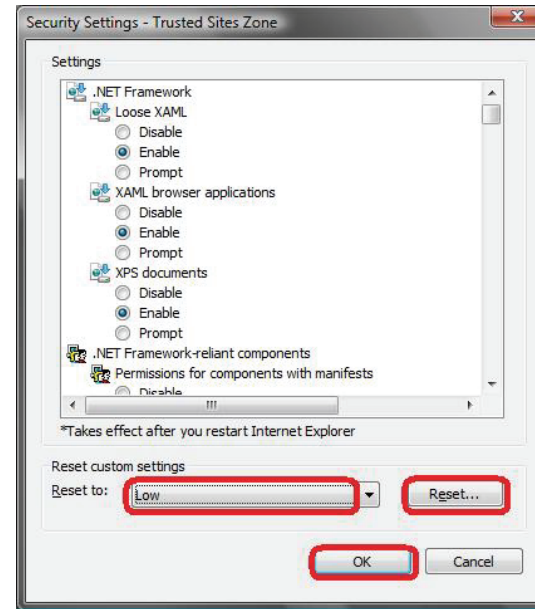 Security Settings - Trusted Sites Zone
Settings
.NET Framework
Loose XAML
Disable
Enable
Prompt
XAML browser applications
Disable
Enable
Prompt
XPS documents
Disable
Enable
Prompt
.NET Framework-reliant components
Permissions for components with manifests
Disable
*Takes effect after you restart Internet Explorer
Reset custom settings
Reset to: Low Reset...
OK Cancel